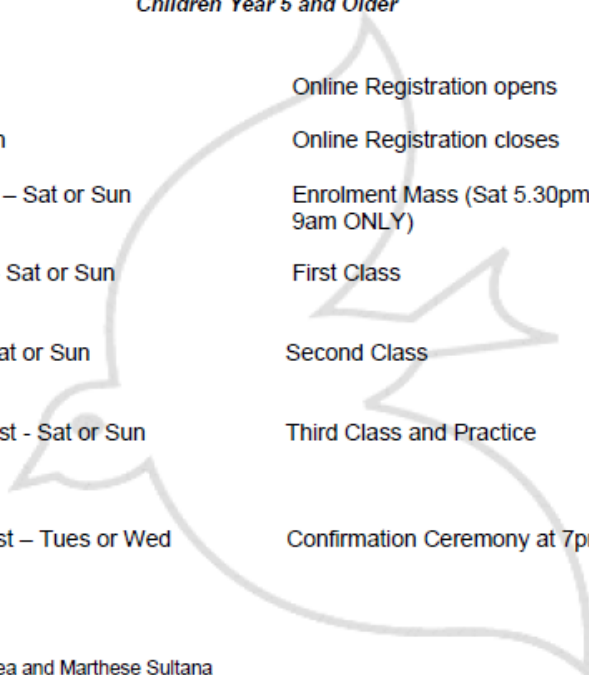 Children Year 5 and Older
Online Registration opens
Online Registration closes
– Sat or Sun Enrolment Mass (Sat 5.30pm
9am ONLY)
Sat or Sun First Class
at or Sun Second Class
st - Sat or Sun Third Class and Practice
st – Tues or Wed Confirmation Ceremony at 7p
ea and Marthese Sultana